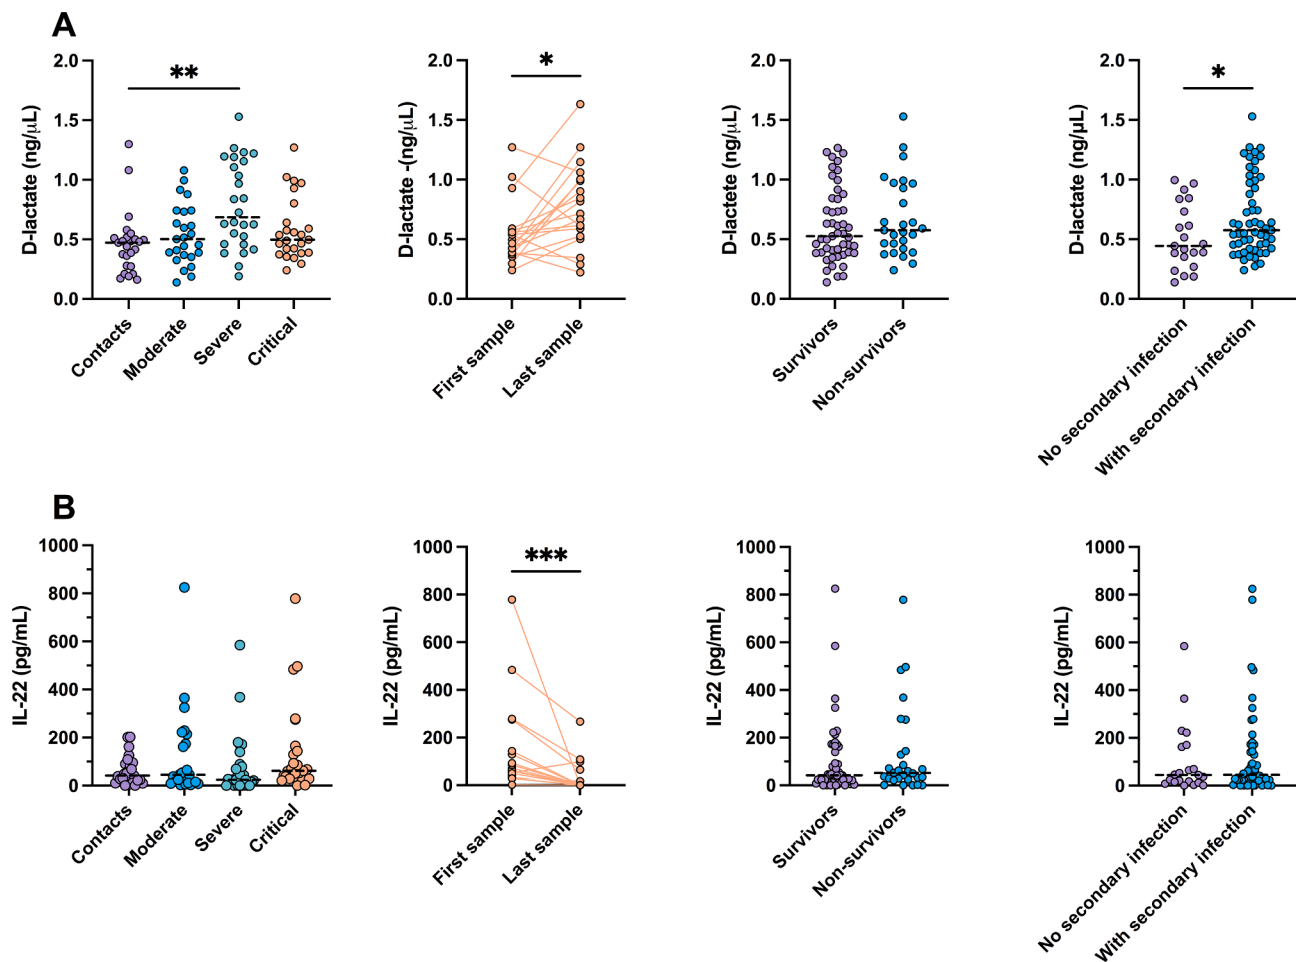 A
D-lactate (ng/µL)
2.0
1.5
1.0
0.5
0.0
**
Contacts
Moderate
Severe
Critical
D-lactate -(ng/µL)
2.0
1.5
1.0
0.5
0.0
*
First sample
Last sample
D-lactate (ng/µL)
2.0
1.5
1.0
0.5
0.0
Survivors
Non-survivors
D-lactate (ng/µL)
2.0
1.5
1.0
0.5
0.0
*
No secondary infection
With secondary infection
B
IL-22 (pg/mL)
1000
800
600
400
200
0
Contacts
Moderate
Severe
Critical
IL-22 (pg/mL)
1000
800
600
400
200
0
***
First sample
Last sample
IL-22 (pg/mL)
1000
800
600
400
200
0
Survivors
Non-survivors
IL-22 (pg/mL)
1000
800
600
400
200
0
No secondary infection
With secondary infection